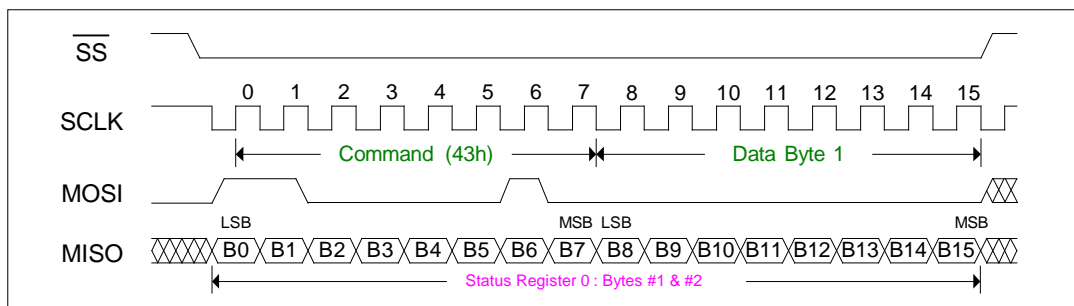 SS
0 1 2 3 4 5 6 7 8 9 10 11 12 13 14 15
SCLK
Command (43h) Data Byte 1
MOSI
LSB MSB LSB MSB
MISO B0 B1 B2 B3 B4 B5 B6 B7 B8 B9 B10 B11 B12 B13 B14 B15
Status Register 0 : Bytes #1 & #2